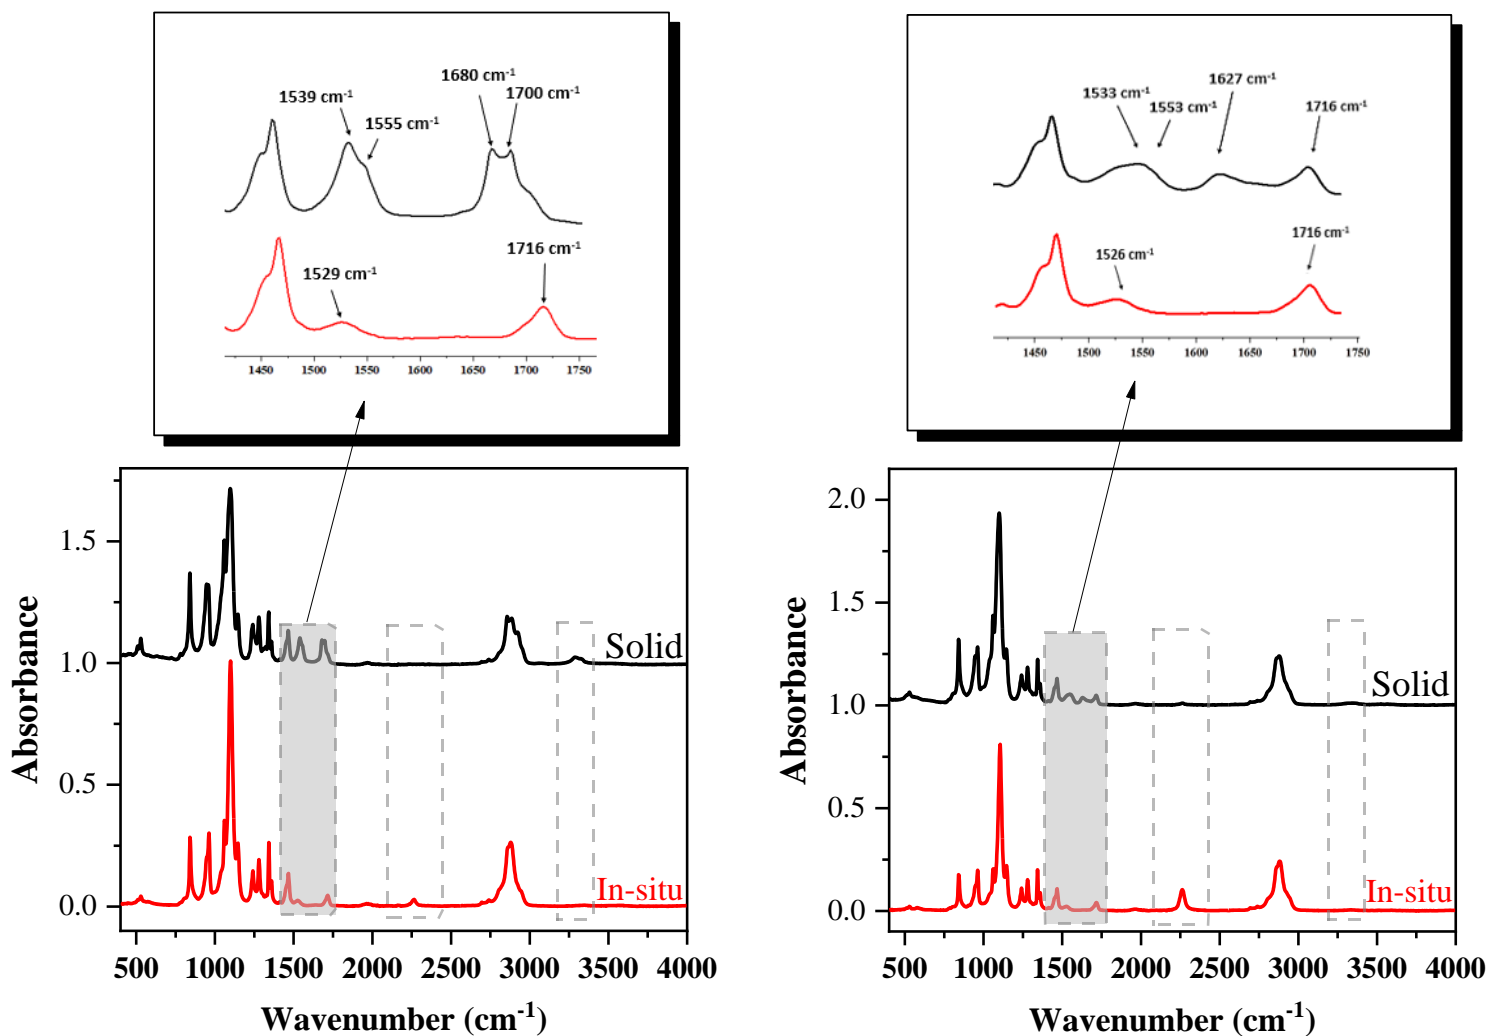 1680 cm⁻¹
1700 cm⁻¹
1539 cm⁻¹
1555 cm⁻¹
1716 cm⁻¹
1529 cm⁻¹
1450 1500 1550 1600 1650 1700 1750
1627 cm⁻¹
1533 cm⁻¹
1553 cm⁻¹
1716 cm⁻¹
1716 cm⁻¹
1526 cm⁻¹
1450 1500 1550 1600 1650 1700 1750
Absorbance
1.5
1.0
0.5
0.0
Solid
In-situ
500 1000 1500 2000 2500 3000 3500 4000
Wavenumber (cm⁻¹)
Absorbance
2.0
1.5
1.0
0.5
0.0
Solid
In-situ
500 1000 1500 2000 2500 3000 3500 4000
Wavenumber (cm⁻¹)